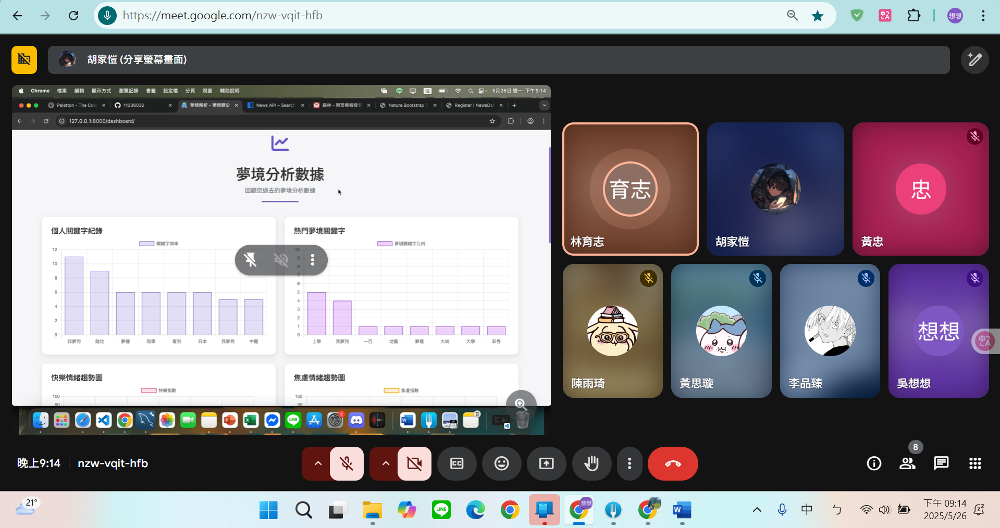 https://meet.google.com/nzw-vqit-hfb
想想
胡家愷 (分享螢幕畫面)
Chrome 檔案 編輯 顯示方式 瀏覽記錄 書籤 設定檔 分頁 視窗 輔助說明
注
5月26日 週一 下午9:14
Paletton - The Colo
11336032
夢境解析 - 夢境歷史
News API – Search
森林 - 网页模板搜索
Nature Bootstrap T
Register | NewsDat
127.0.0.1:8000/dashboard/
夢境分析數據
回顧您過去的夢境分析數據
個人關鍵字紀錄
關鍵字頻率
12
10
8
6
4
2
0
我夢到 陸地 夢裡 同學 看到 日本 我夢見 中醒
熱門夢境關鍵字
夢境關鍵字比例
10
9
8
7
6
5
4
3
2
1
0
上學 我夢到 一百 地震 夢裡 大叫 大學 彩券
快樂情緒趨勢圖
快樂指數
100
90
焦慮情緒趨勢圖
焦慮指數
100
90
2
育志
林育志
胡家愷
忠
黃忠
陳雨琦
黃思璇
李品臻
想想
吳想想
晚上9:14 | nzw-vqit-hfb
8
21°
LINE
想想
中
ㄅ
下午 09:14
2025/5/26